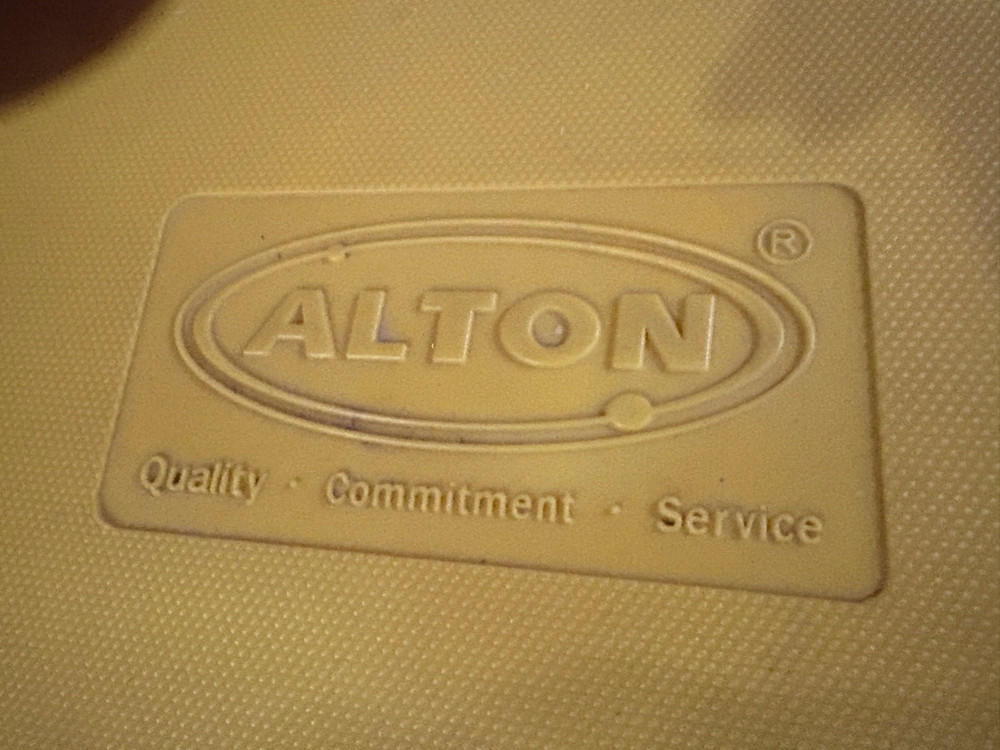 ALTON ®
Quality · Commitment · Service